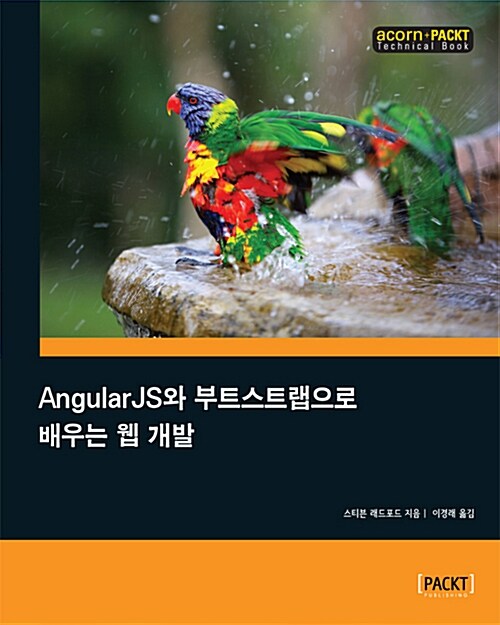 acorn+PACKT
Technical Book
AngularJS와 부트스트랩으로
배우는 웹 개발
스티븐 래드포드 지음 | 이경래 옮김
[PACKT]
PUBLISHING